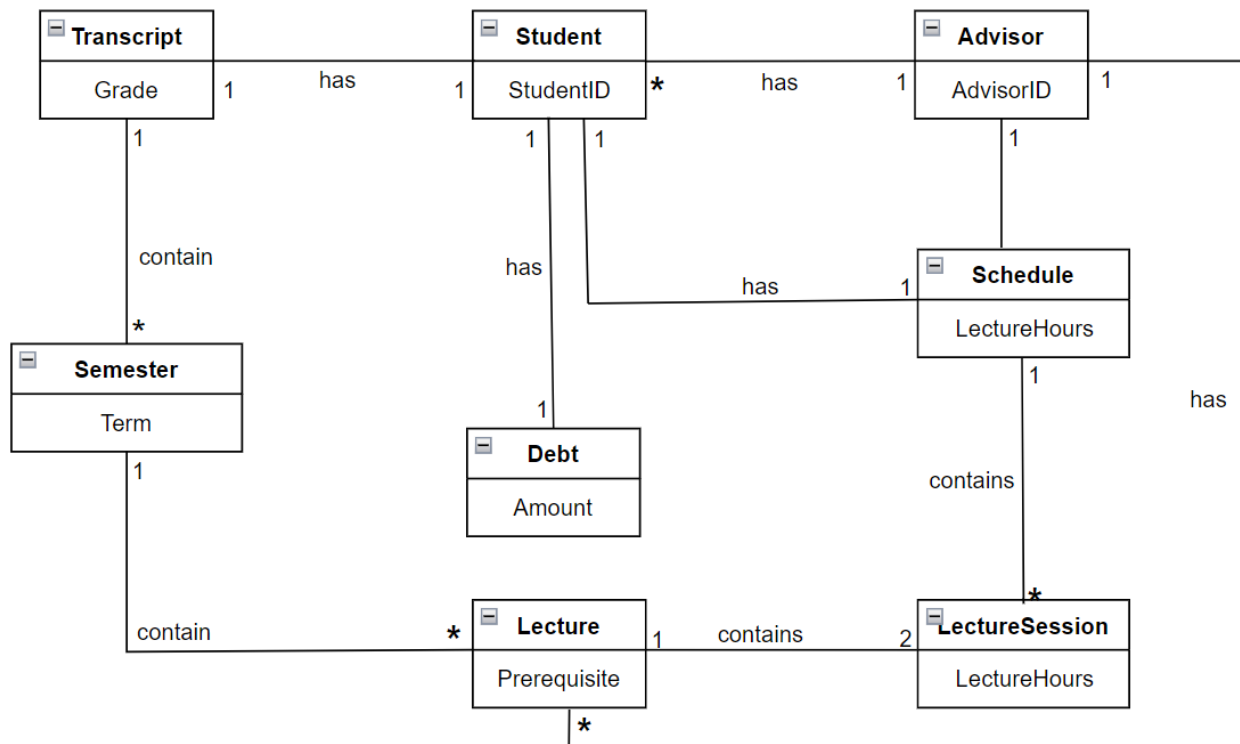 Transcript
Student
Advisor
Grade
1
has
1
StudentID
*
has
1
AdvisorID
1
1
1
1
1
contain
has
has
1
Schedule
LectureHours
*
1
Semester
Term
1
has
1
Debt
Amount
contains
contain
*
Lecture
1
contains
2
*
LectureSession
Prerequisite
LectureHours
*